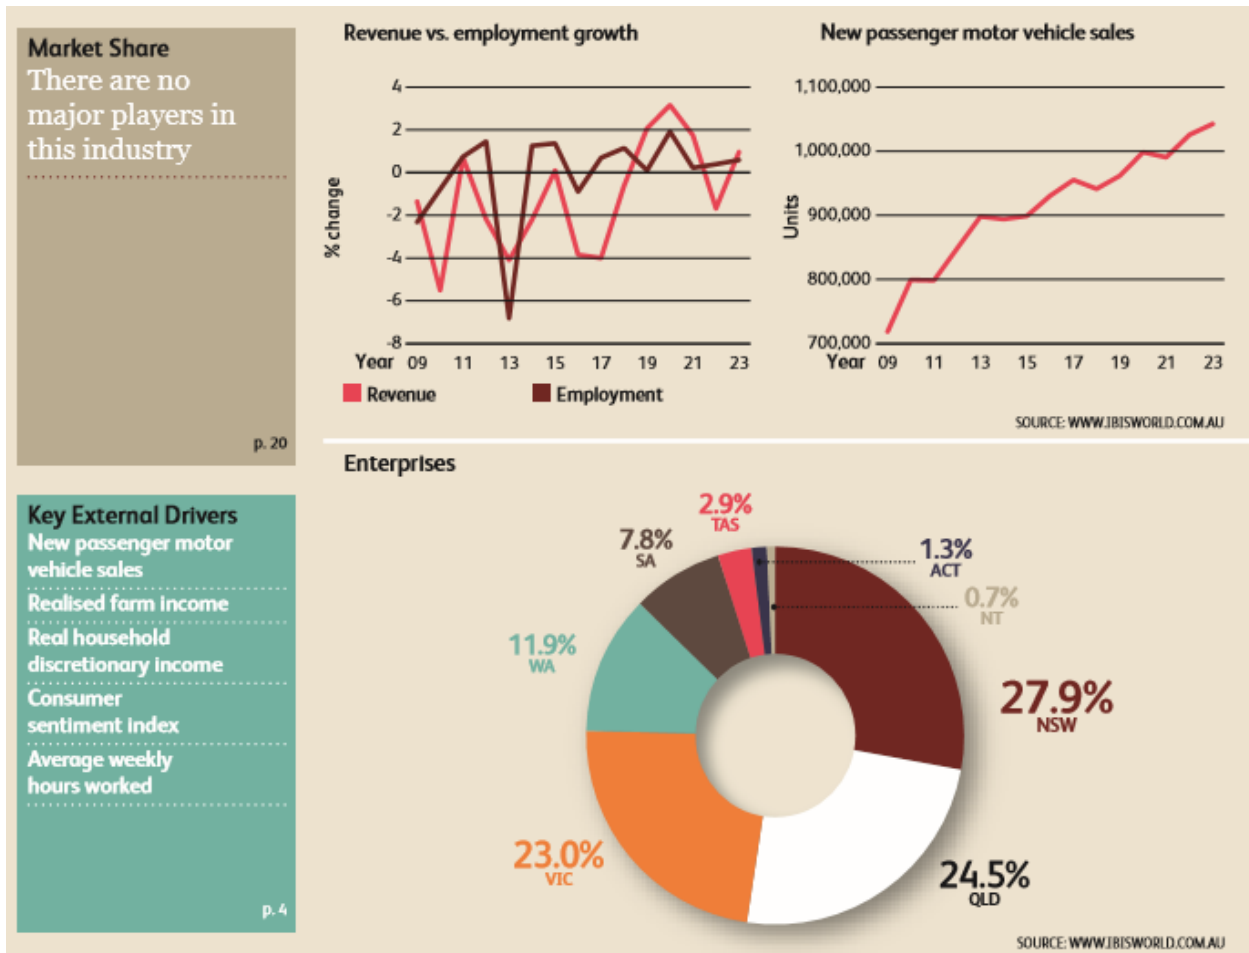 Market Share
There are no
major players in
this industry
p. 20
Key External Drivers
New passenger motor
vehicle sales
Realised farm income
Real household
discretionary income
Consumer
sentiment index
Average weekly
hours worked
p. 4
Revenue vs. employment growth
% change
4
2
0
-2
-4
-6
-8
Year 09 11 13 15 17 19 21 23
Revenue
Employment
New passenger motor vehicle sales
Units
1,100,000
1,000,000
900,000
800,000
700,000
Year 09 11 13 15 17 19 21 23
SOURCE: WWW.IBISWORLD.COM.AU
Enterprises
2.9%
TAS
7.8%
SA
1.3%
ACT
0.7%
NT
11.9%
WA
27.9%
NSW
23.0%
VIC
24.5%
QLD
SOURCE: WWW.IBISWORLD.COM.AU